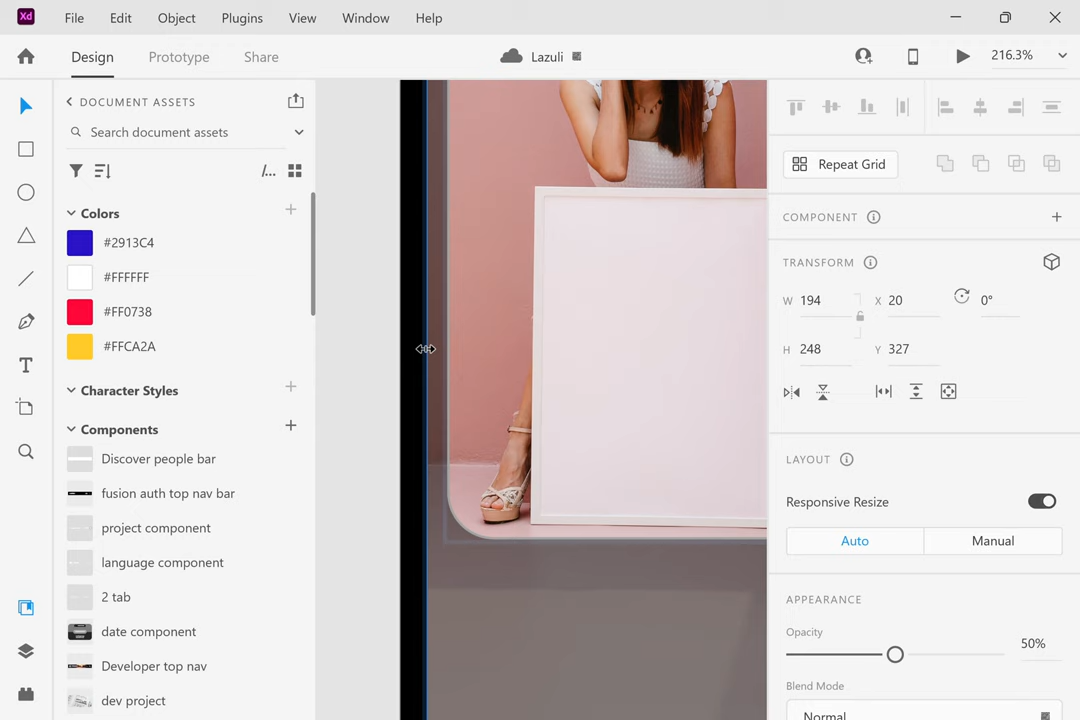 Xd File Edit Object Plugins View Window Help
Design Prototype Share Lazuli 216.3%
DOCUMENT ASSETS
Search document assets
/...
Repeat Grid
Colors
#2913C4
#FFFFFF
#FF0738
#FFCA2A
Character Styles
Components
Discover people bar
fusion auth top nav bar
project component
language component
2 tab
date component
Developer top nav
dev project
COMPONENT
TRANSFORM
W 194 X 20 0°
H 248 Y 327
LAYOUT
Responsive Resize
Auto Manual
APPEARANCE
Opacity
50%
Blend Mode
Normal